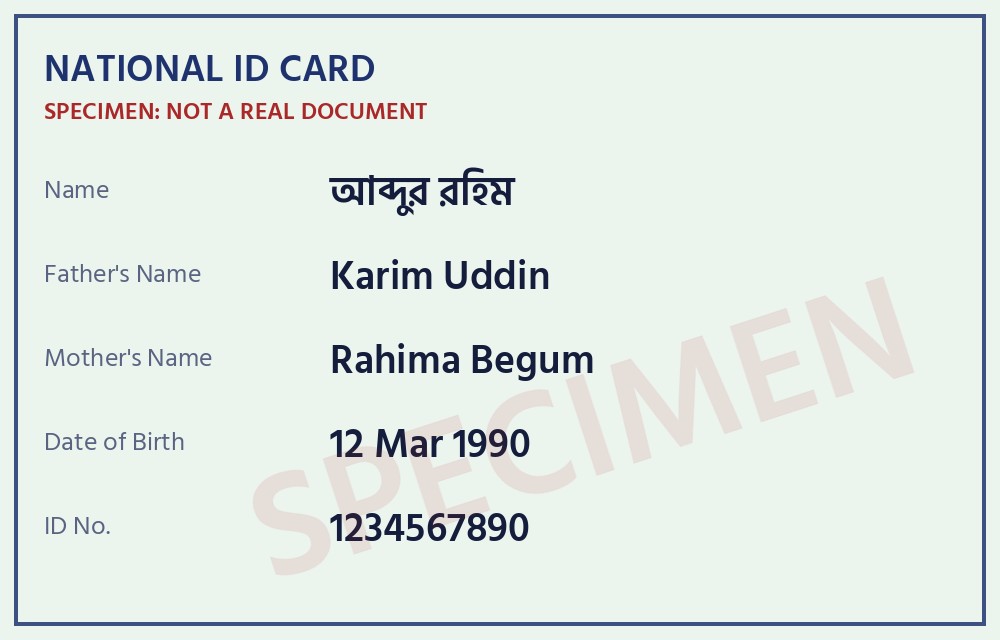 NATIONAL ID CARD
SPECIMEN: NOT A REAL DOCUMENT
Name আব্দুর রহিম
Father's Name Karim Uddin
Mother's Name Rahima Begum
Date of Birth 12 Mar 1990
ID No. 1234567890
SPECIMEN